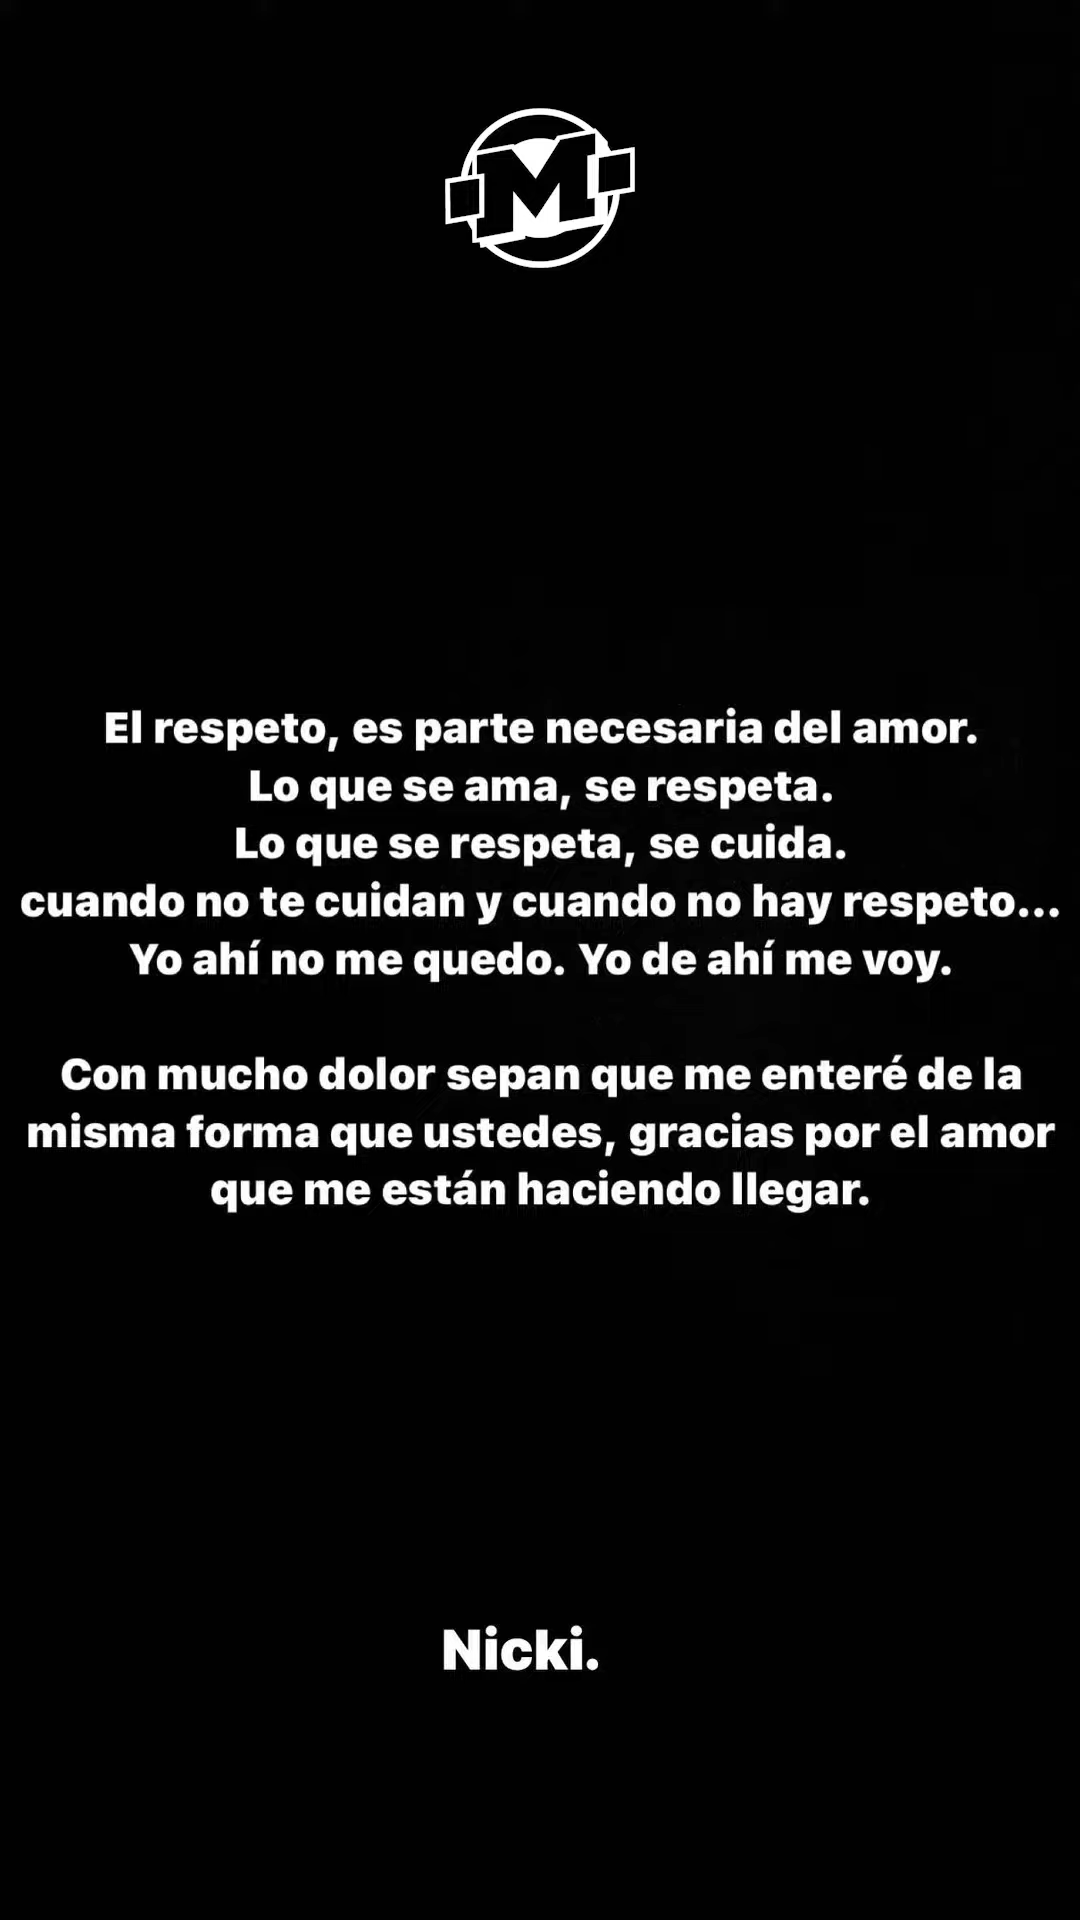 M
El respeto, es parte necesaria del amor.
Lo que se ama, se respeta.
Lo que se respeta, se cuida.
cuando no te cuidan y cuando no hay respeto...
Yo ahí no me quedo. Yo de ahí me voy.
Con mucho dolor sepan que me enteré de la
misma forma que ustedes, gracias por el amor
que me están haciendo llegar.
Nicki.